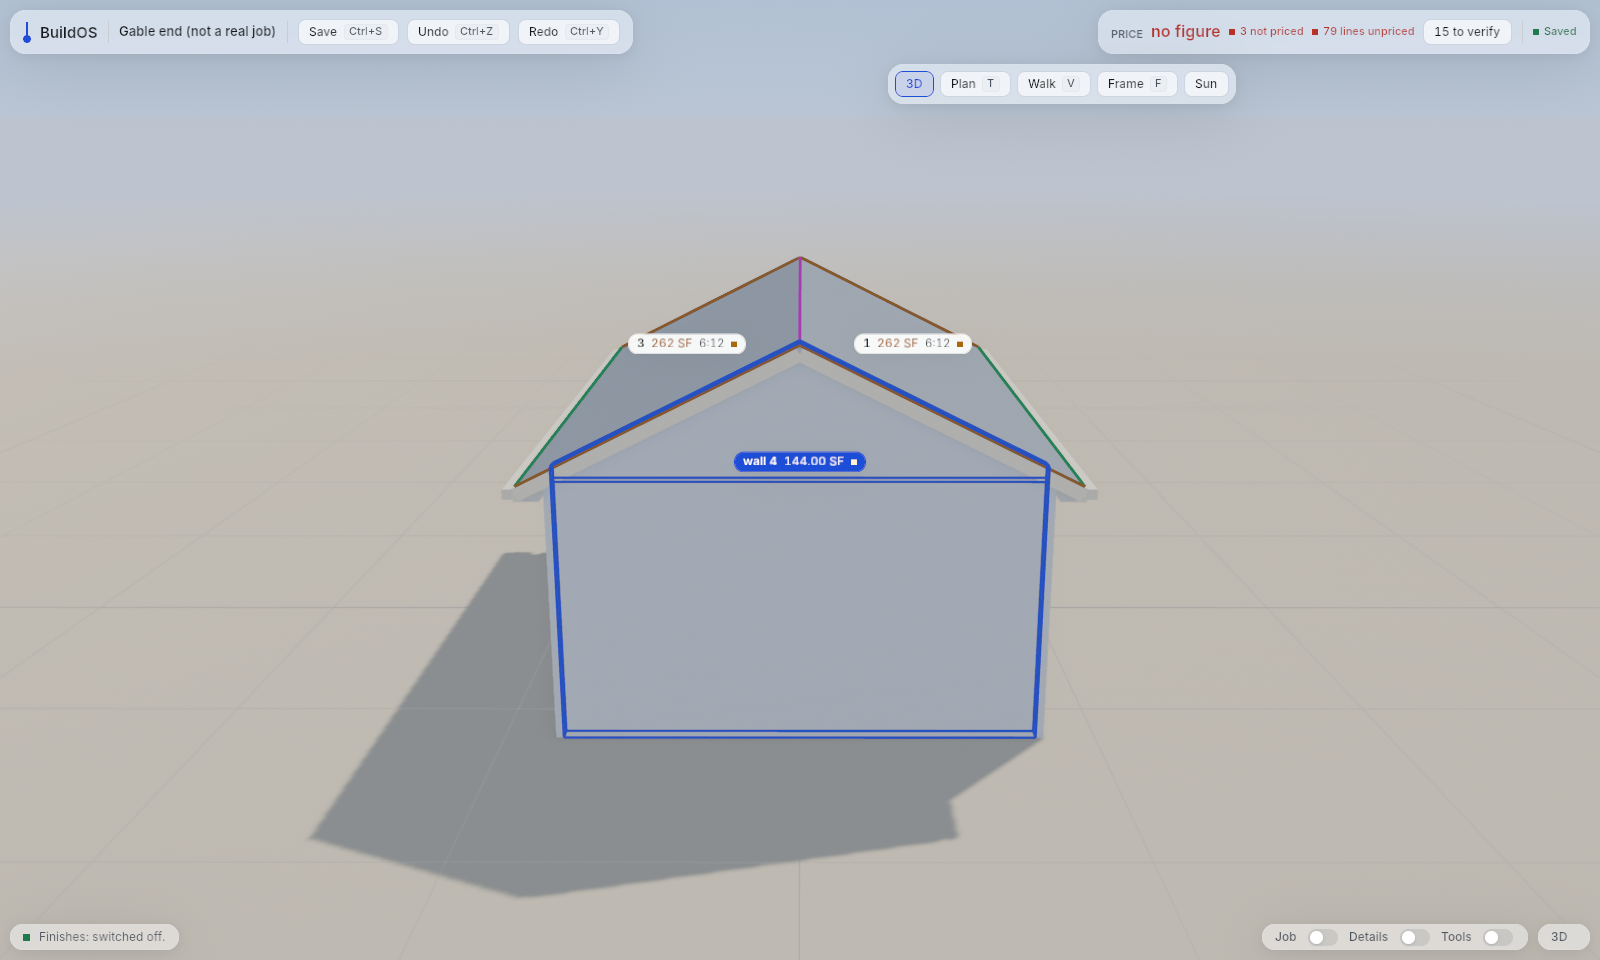 BuildOS Gable end (not a real job) Save Ctrl+S Undo Ctrl+Z Redo Ctrl+Y
PRICE no figure 3 not priced 79 lines unpriced 15 to verify Saved
3D Plan T Walk V Frame F Sun
3 262 SF 6:12
1 262 SF 6:12
wall 4 144.00 SF
Finishes: switched off.
Job Details Tools 3D